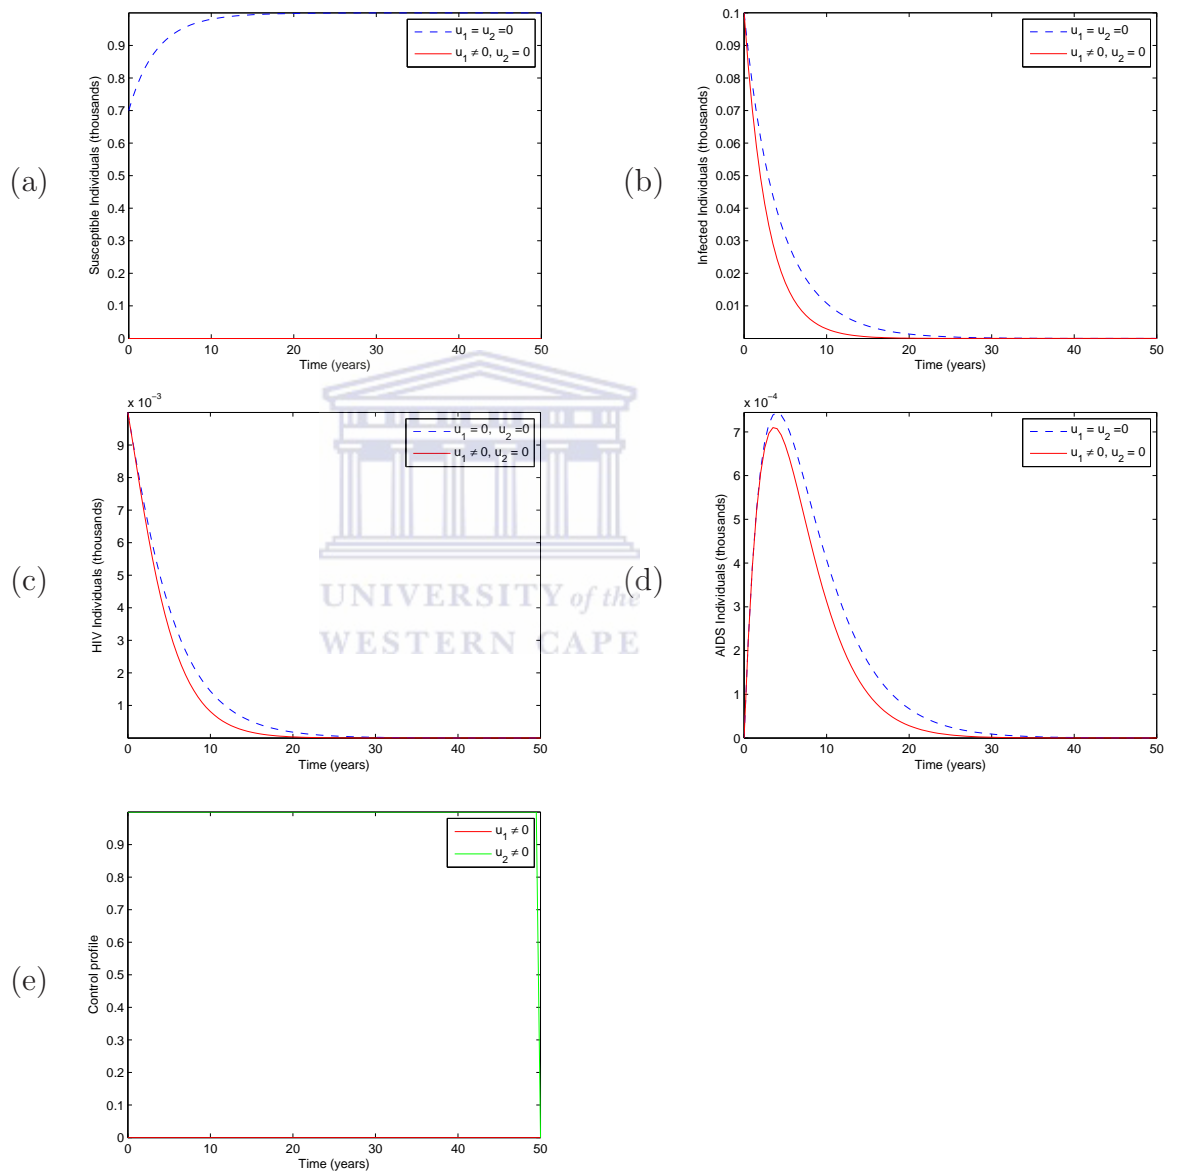 (a)
Susceptible Individuals (thousands)
0.9
0.8
0.7
0.6
0.5
0.4
0.3
0.2
0.1
0
0 10 20 30 40 50
Time (years)
u1 = u2 =0
u1 ≠ 0, u2 = 0
(b)
Infected Individuals (thousands)
0.1
0.09
0.08
0.07
0.06
0.05
0.04
0.03
0.02
0.01
0 10 20 30 40 50
Time (years)
u1 = u2 =0
u1 ≠ 0, u2 = 0
(c)
HIV Individuals (thousands)
x 10−3
9
8
7
6
5
4
3
2
1
0 10 20 30 40 50
Time (years)
u1 = 0, u2 =0
u1 ≠ 0, u2 = 0
UNIVERSITY of the
WESTERN CAPE
(d)
AIDS Individuals (thousands)
x 10−4
7
6
5
4
3
2
1
0
0 10 20 30 40 50
Time (years)
u1 = u2 =0
u1 ≠ 0, u2 = 0
(e)
Control profile
0.9
0.8
0.7
0.6
0.5
0.4
0.3
0.2
0.1
0
0 10 20 30 40 50
Time (years)
u1 ≠ 0
u2 ≠ 0